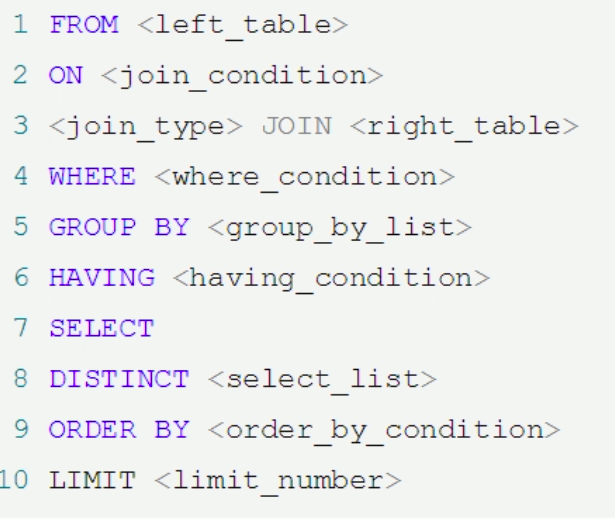 1 FROM <left_table>
2 ON <join_condition>
3 <join_type> JOIN <right_table>
4 WHERE <where_condition>
5 GROUP BY <group_by_list>
6 HAVING <having_condition>
7 SELECT
8 DISTINCT <select_list>
9 ORDER BY <order_by_condition>
10 LIMIT <limit_number>